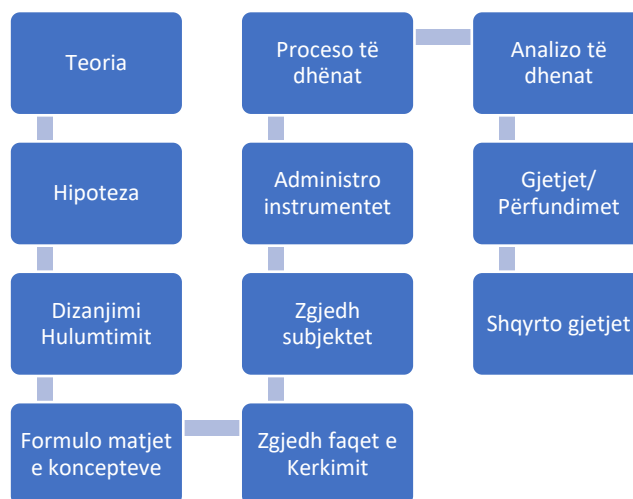 Teoria
Hipoteza
Dizanjimi
Hulumtimit
Formulo matjet
e koncepteve
Zgjedh faqet e
Kerkimit
Zgjedh
subjektet
Administro
instrumentet
Proceso të
dhënat
Analizo të
dhenat
Gjetjet/
Përfundimet
Shqyrto gjetjet